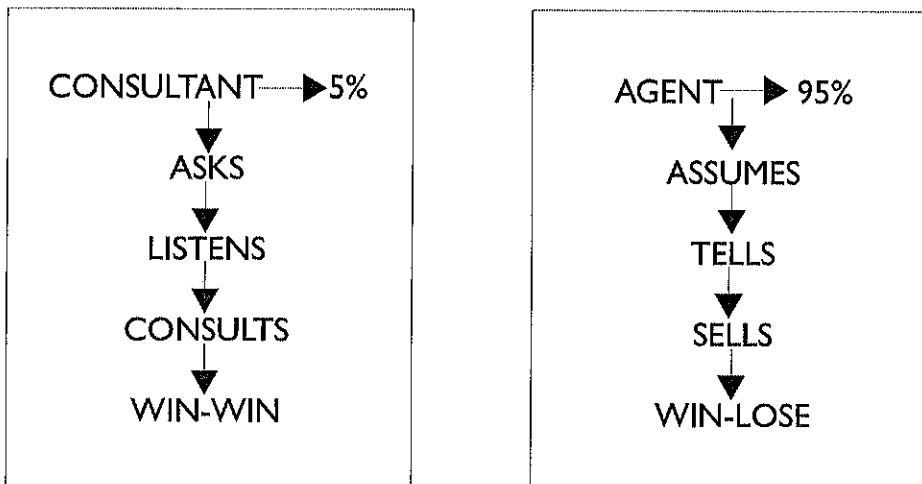 CONSULTANT 5%
ASKS
LISTENS
CONSULTS
WIN-WIN
AGENT 95%
ASSUMES
TELLS
SELLS
WIN-LOSE